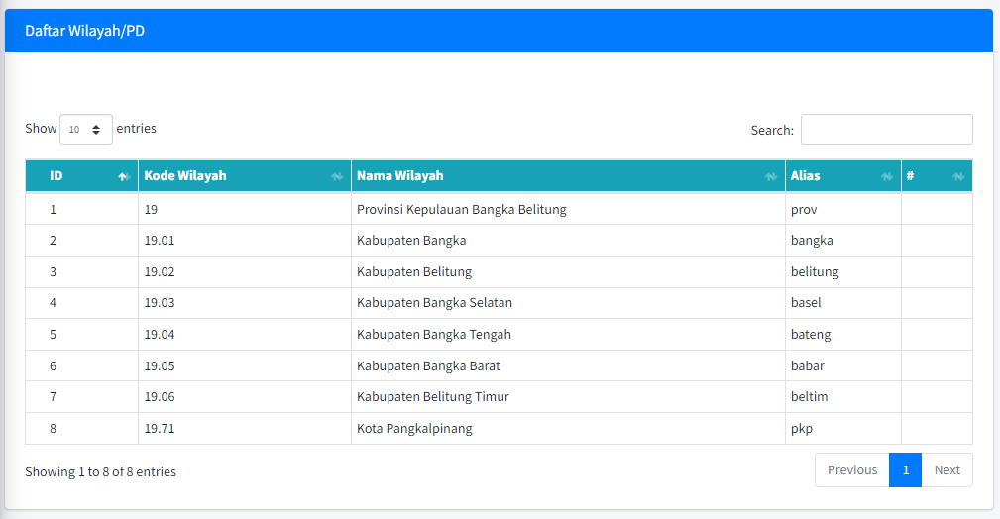 Daftar Wilayah/PD
Show 10 entries
Search:
ID Kode Wilayah Nama Wilayah Alias #
1 19 Provinsi Kepulauan Bangka Belitung prov
2 19.01 Kabupaten Bangka bangka
3 19.02 Kabupaten Belitung belitung
4 19.03 Kabupaten Bangka Selatan basel
5 19.04 Kabupaten Bangka Tengah bateng
6 19.05 Kabupaten Bangka Barat babar
7 19.06 Kabupaten Belitung Timur beltim
8 19.71 Kota Pangkalpinang pkp
Showing 1 to 8 of 8 entries
Previous 1 Next